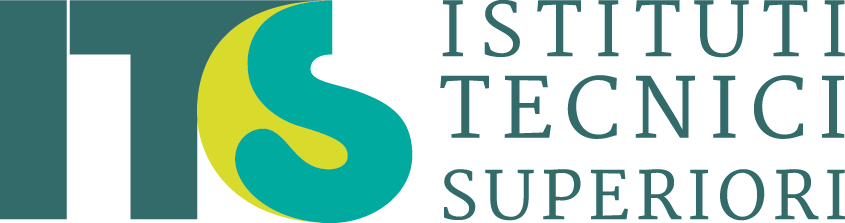 ITS
ISTITUTI
TECNICI
SUPERIORI